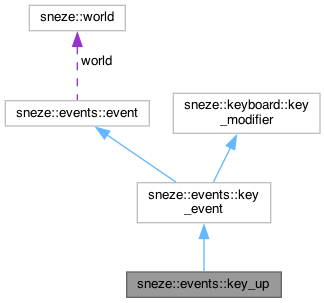 sneze::world
world
sneze::events::event
sneze::keyboard::key
_modifier
sneze::events::key
_event
sneze::events::key_up